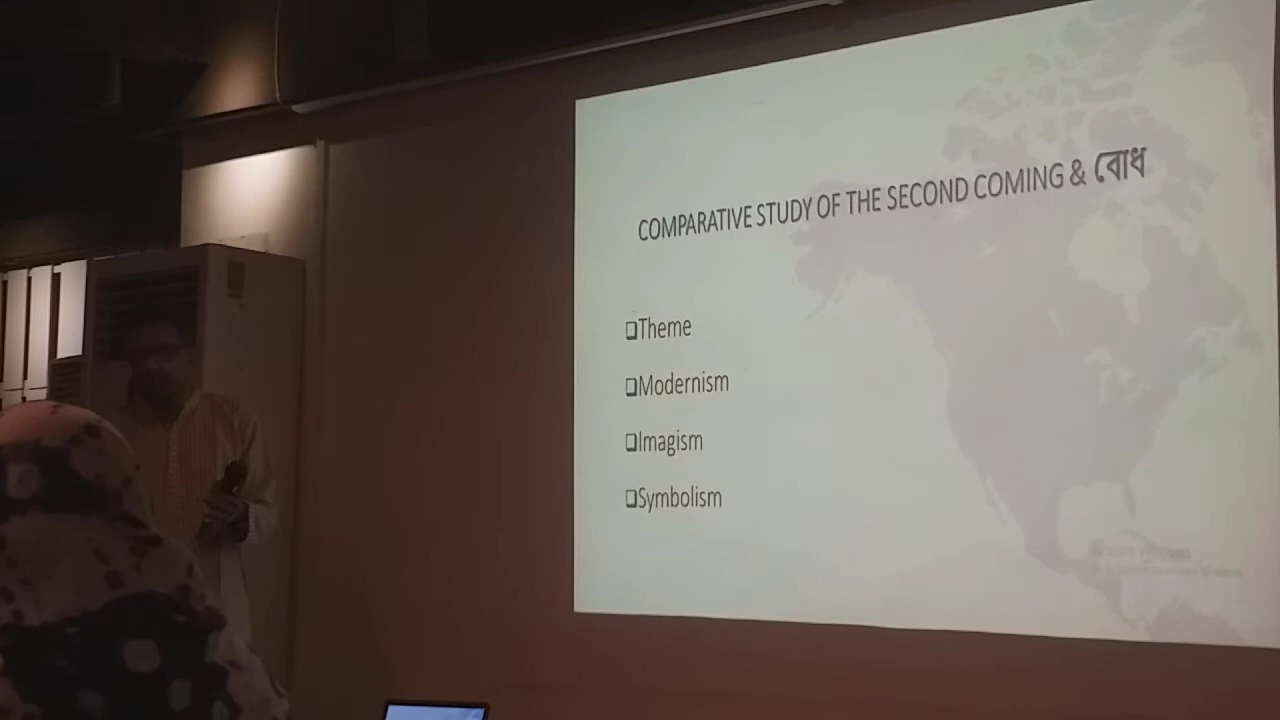 COMPARATIVE STUDY OF THE SECOND COMING & বোধ
❑Theme
❑Modernism
❑Imagism
❑Symbolism